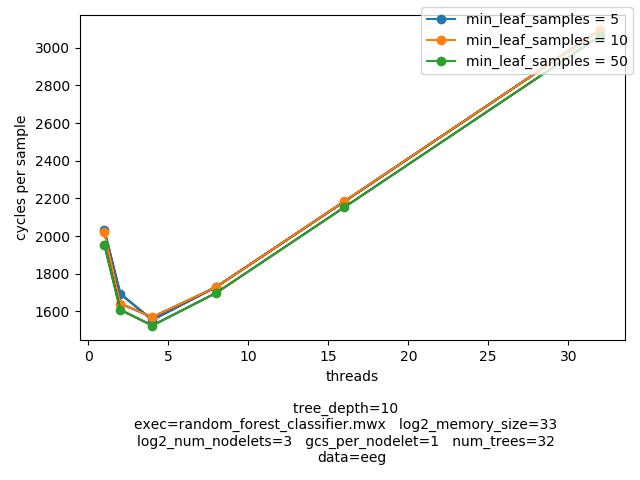 min_leaf_samples = 5
min_leaf_samples = 10
min_leaf_samples = 50
cycles per sample
3000
2800
2600
2400
2200
2000
1800
1600
0 5 10 15 20 25 30
threads
tree_depth=10
exec=random_forest_classifier.mwx log2_memory_size=33
log2_num_nodelets=3 gcs_per_nodelet=1 num_trees=32
data=eeg